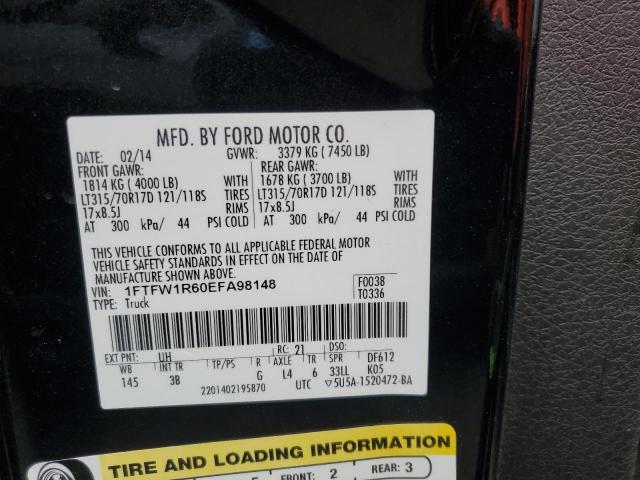 MFD. BY FORD MOTOR CO.
DATE: 02/14 GVWR: 3379 KG ( 7450 LB)
FRONT GAWR: REAR GAWR:
1814 KG ( 4000 LB) WITH 1678 KG ( 3700 LB) WITH
LT315/70R17D 121/118S TIRES LT315/70R17D 121/118S TIRES
17x8.5J RIMS 17x8.5J RIMS
AT 300 kPa/ 44 PSI COLD AT 300 kPa/ 44 PSI COLD
THIS VEHICLE CONFORMS TO ALL APPLICABLE FEDERAL MOTOR
VEHICLE SAFETY STANDARDS IN EFFECT ON THE DATE OF
MANUFACTURE SHOWN ABOVE.
VIN: 1FTFW1R60EFA98148 F0038
TYPE: Truck T0336
EXT PNT: UH RC: 21 DSO:
WB INT TR TP/PS R AXLE TR SPR DF612
145 3B G L4 6 33LL K05
2201402195870 UTC ▽5U5A-1520472-BA
TIRE AND LOADING INFORMATION
FRONT: 2 REAR: 3